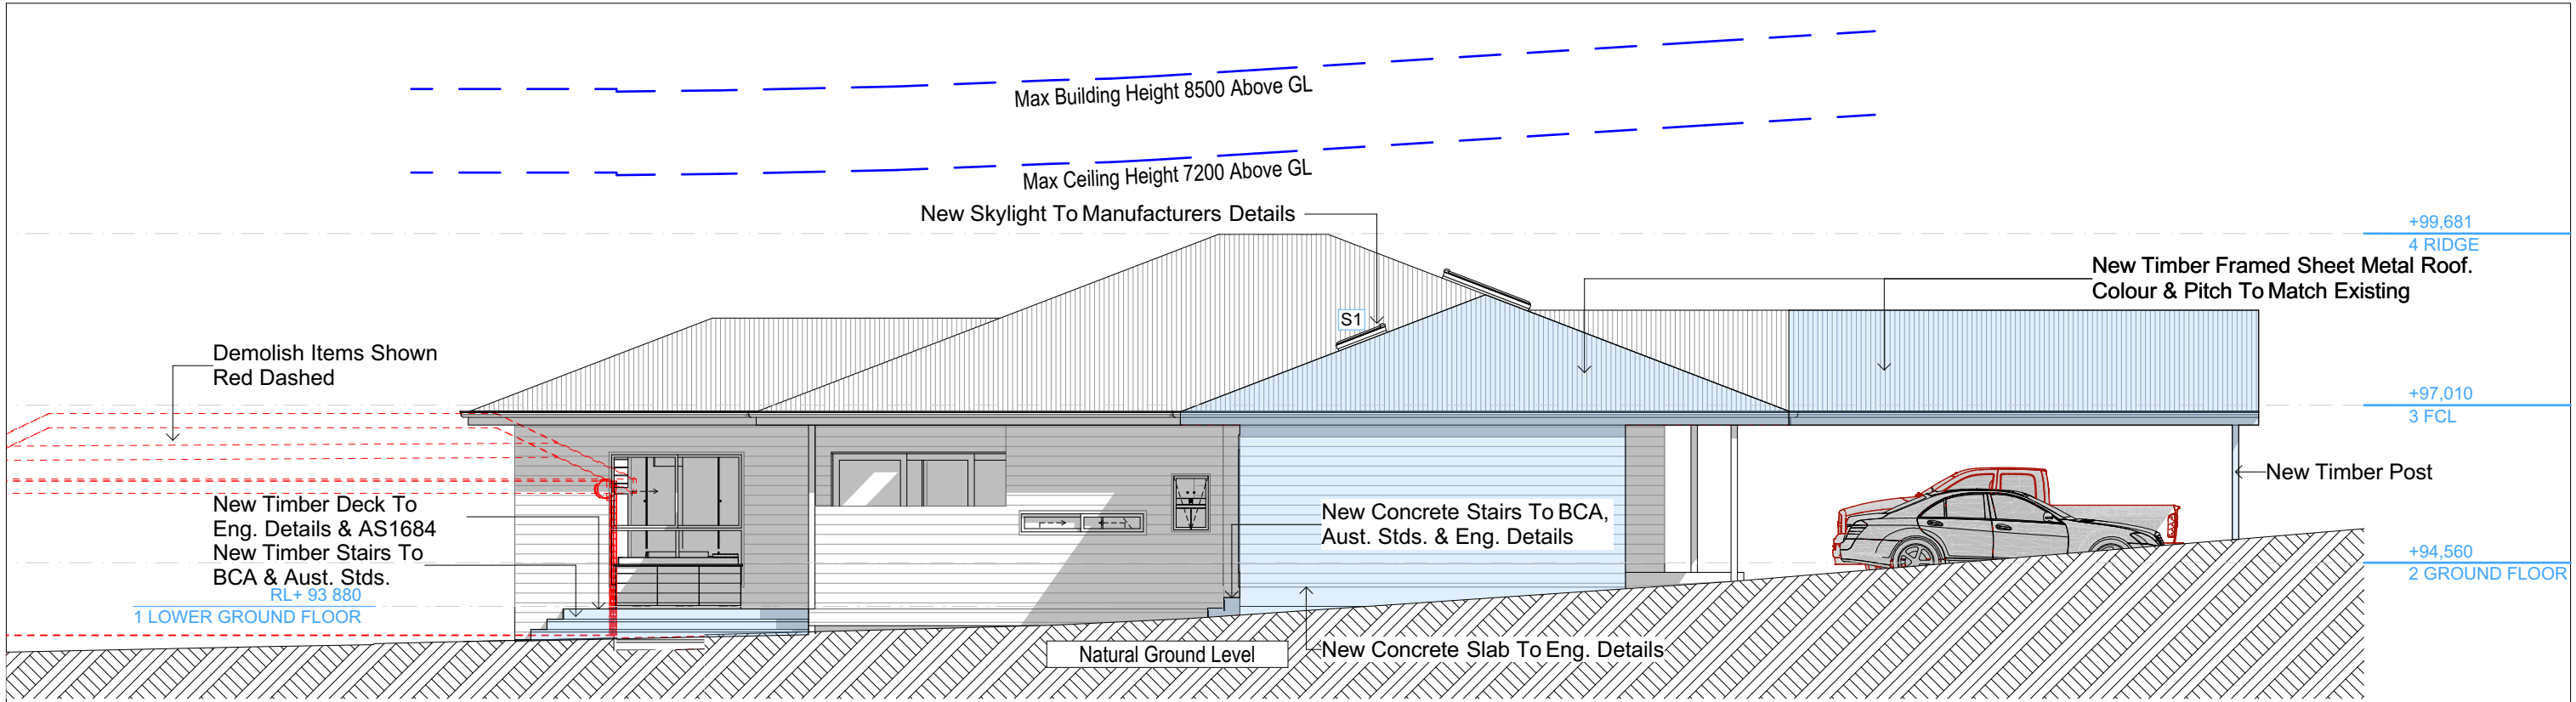 Max Building Height 8500 Above GL
Max Ceiling Height 7200 Above GL
New Skylight To Manufacturers Details
+99,681
4 RIDGE
New Timber Framed Sheet Metal Roof.
Colour & Pitch To Match Existing
S1
Demolish Items Shown
Red Dashed
+97,010
3 FCL
New Timber Post
New Timber Deck To
Eng. Details & AS1684
New Timber Stairs To
BCA & Aust. Stds.
New Concrete Stairs To BCA,
Aust. Stds. & Eng. Details
+94,560
2 GROUND FLOOR
RL+ 93 880
1 LOWER GROUND FLOOR
Natural Ground Level
New Concrete Slab To Eng. Details